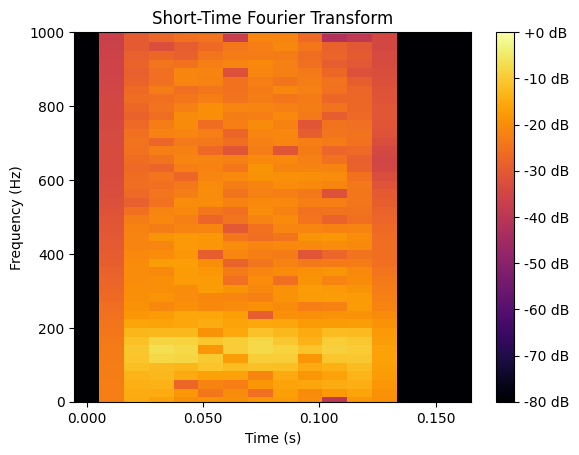 Short-Time Fourier Transform
1000
800
600
400
200
0
Frequency (Hz)
0.000
0.050
0.100
0.150
Time (s)
+0 dB
-10 dB
-20 dB
-30 dB
-40 dB
-50 dB
-60 dB
-70 dB
-80 dB